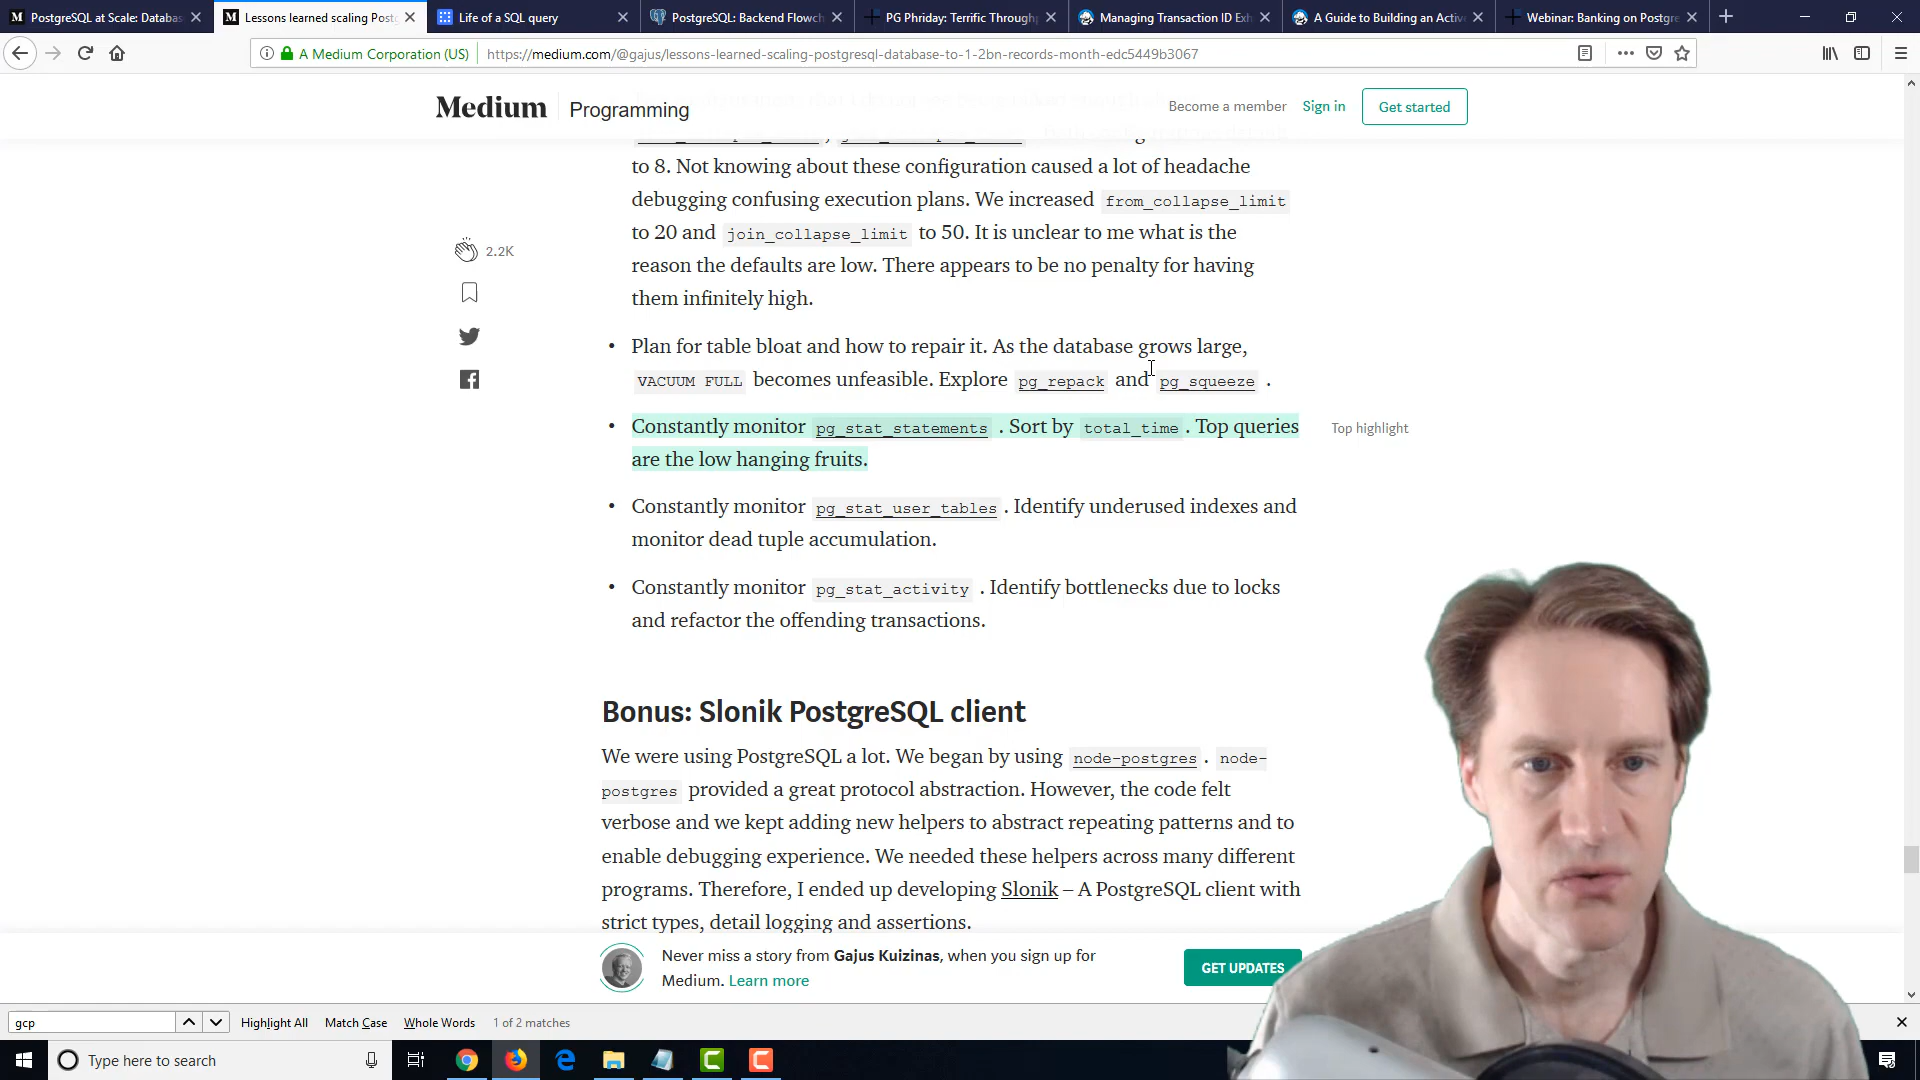 PostgreSQL at Scale: Databas
Lessons learned scaling Post
Life of a SQL query
PostgreSQL: Backend Flowch
PG Phriday: Terrific Throughp
Managing Transaction ID Exh
A Guide to Building an Activ
Webinar: Banking on Postgre
A Medium Corporation (US)
https://medium.com/@gajus/lessons-learned-scaling-postgresql-database-to-1-2bn-records-month-edc5449b3067
Medium
Programming
Become a member
Sign in
Get started
to 8. Not knowing about these configuration caused a lot of headache
debugging confusing execution plans. We increased from_collapse_limit
to 20 and join_collapse_limit to 50. It is unclear to me what is the
reason the defaults are low. There appears to be no penalty for having
them infinitely high.
2.2K
• Plan for table bloat and how to repair it. As the database grows large,
VACUUM FULL becomes unfeasible. Explore pg_repack and pg_squeeze .
• Constantly monitor pg_stat_statements . Sort by total_time . Top queries
are the low hanging fruits.
Top highlight
• Constantly monitor pg_stat_user_tables . Identify underused indexes and
monitor dead tuple accumulation.
• Constantly monitor pg_stat_activity . Identify bottlenecks due to locks
and refactor the offending transactions.
Bonus: Slonik PostgreSQL client
We were using PostgreSQL a lot. We began by using node-postgres . node-
postgres provided a great protocol abstraction. However, the code felt
verbose and we kept adding new helpers to abstract repeating patterns and to
enable debugging experience. We needed these helpers across many different
programs. Therefore, I ended up developing Slonik – A PostgreSQL client with
strict types, detail logging and assertions.
Never miss a story from Gajus Kuizinas, when you sign up for
Medium. Learn more
GET UPDATES
gcp
Highlight All
Match Case
Whole Words
1 of 2 matches
Type here to search